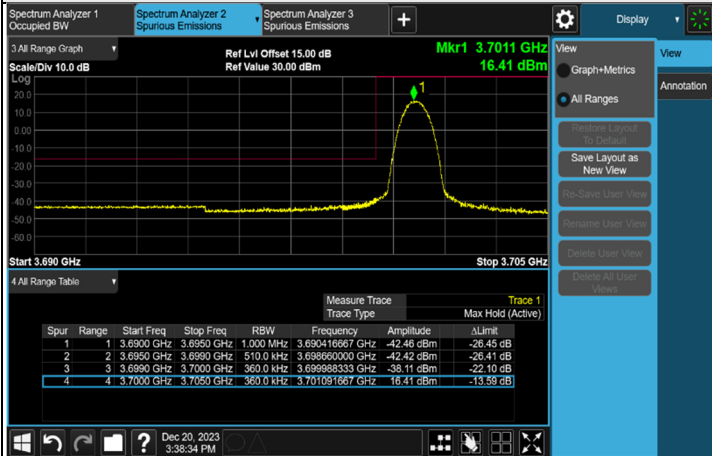 Spectrum Analyzer 1
Occupied BW
Spectrum Analyzer 2
Spurious Emissions
Spectrum Analyzer 3
Spurious Emissions
Display
3 All Range Graph
Ref Lvl Offset 15.00 dB
Mkr1 3.7011 GHz
Scale/Div 10.0 dB
Ref Value 30.00 dBm
16.41 dBm
Log
1
20.0
10.0
0.00
-10.0
-20.0
-30.0
-40.0
-50.0
-60.0
Start 3.690 GHz
Stop 3.705 GHz
4 All Range Table
Measure Trace Trace 1
Trace Type Max Hold (Active)
Spur Range Start Freq Stop Freq RBW Frequency Amplitude ΔLimit
1 1 3.6900 GHz 3.6950 GHz 1.000 MHz 3.690416667 GHz -42.46 dBm -26.45 dB
2 2 3.6950 GHz 3.6990 GHz 510.0 kHz 3.698660000 GHz -42.42 dBm -26.41 dB
3 3 3.6990 GHz 3.7000 GHz 360.0 kHz 3.699988333 GHz -38.11 dBm -22.10 dB
4 4 3.7000 GHz 3.7050 GHz 360.0 kHz 3.701091667 GHz 16.41 dBm -13.59 dB
View
Graph+Metrics
All Ranges
Restore Layout
To Default
Save Layout as
New View
Re-Save User View
Rename User View
Delete User View
Delete All User
Views
View
Annotation
?
Dec 20, 2023
3:38:34 PM